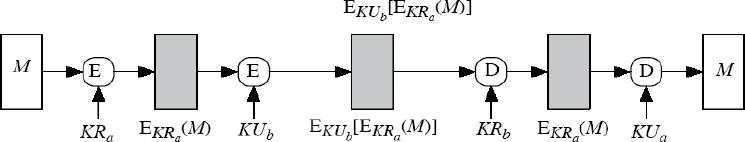 E_{KU_b}[E_{KR_a}(M)]
M E E D D M
KR_a E_{KR_a}(M) KU_b E_{KU_b}[E_{KR_a}(M)] KR_b E_{KR_a}(M) KU_a